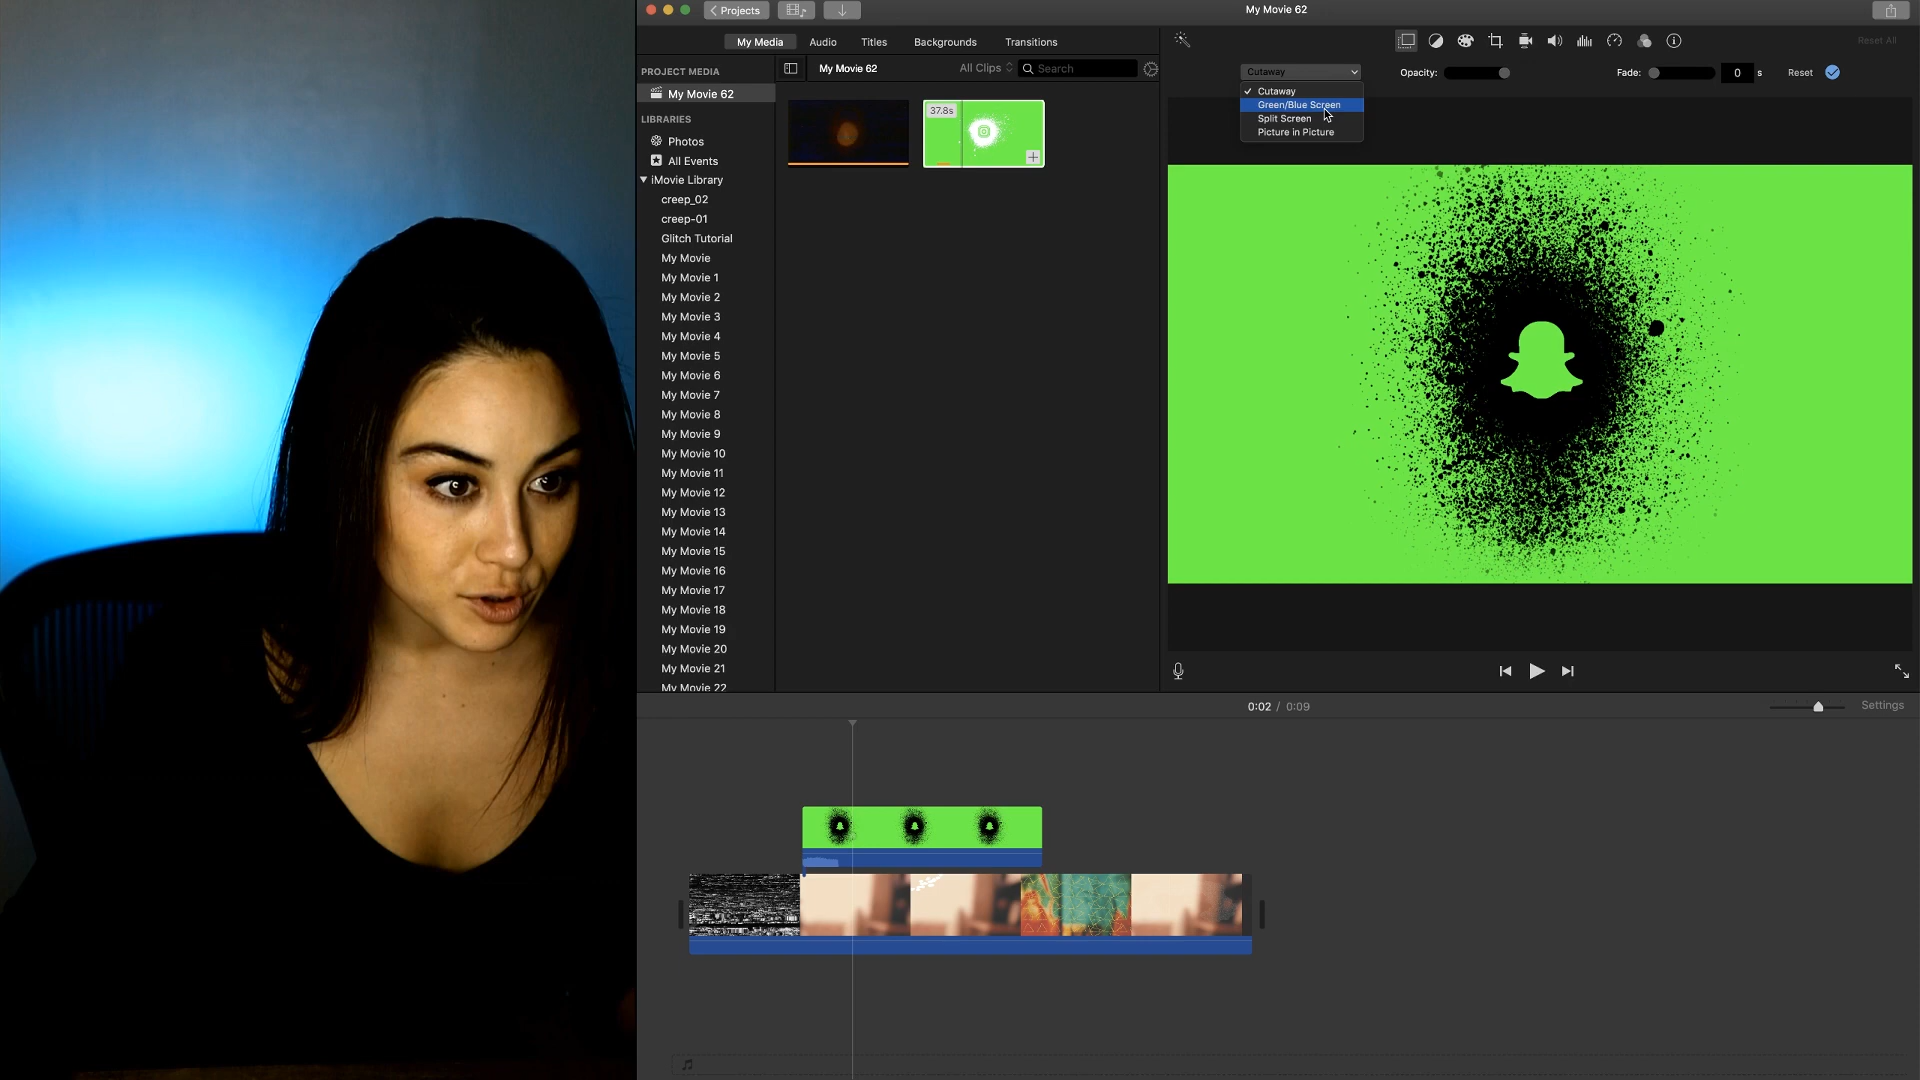 Projects
My Movie 62
My Media
Audio
Titles
Backgrounds
Transitions
Reset All
PROJECT MEDIA
My Movie 62
All Clips
Search
Cutaway
Opacity:
Fade:
0 s
Reset
My Movie 62
LIBRARIES
Photos
All Events
iMovie Library
creep_02
creep-01
Glitch Tutorial
My Movie
My Movie 1
My Movie 2
My Movie 3
My Movie 4
My Movie 5
My Movie 6
My Movie 7
My Movie 8
My Movie 9
My Movie 10
My Movie 11
My Movie 12
My Movie 13
My Movie 14
My Movie 15
My Movie 16
My Movie 17
My Movie 18
My Movie 19
My Movie 20
My Movie 21
My Movie 22
37.8s
Cutaway
Green/Blue Screen
Split Screen
Picture in Picture
0:02 / 0:09
Settings